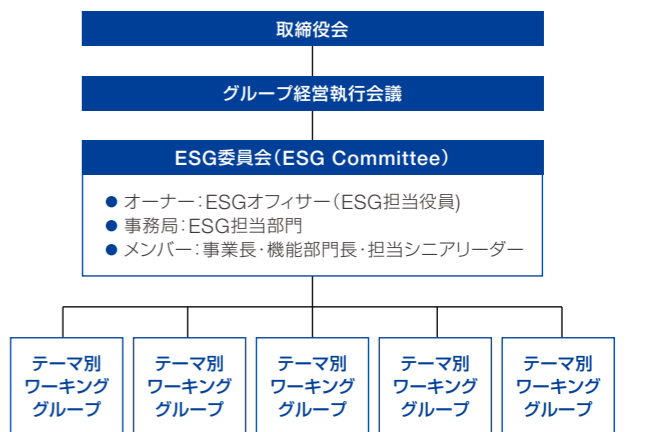 取締役会
グループ経営執行会議
ESG委員会（ESG Committee）
● オーナー：ESGオフィサー（ESG担当役員)
● 事務局：ESG担当部門
● メンバー：事業長・機能部門長・担当シニアリーダー
テーマ別
ワーキング
グループ
テーマ別
ワーキング
グループ
テーマ別
ワーキング
グループ
テーマ別
ワーキング
グループ
テーマ別
ワーキング
グループ